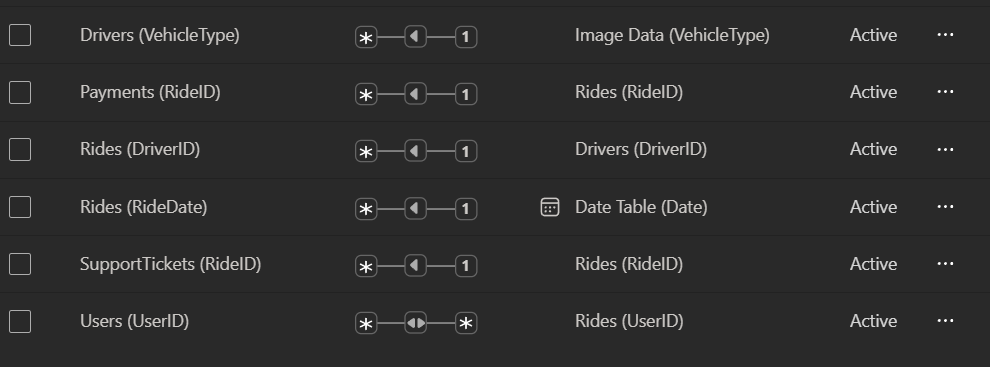 Drivers (VehicleType) * 1 Image Data (VehicleType) Active ...
Payments (RideID) * 1 Rides (RideID) Active ...
Rides (DriverID) * 1 Drivers (DriverID) Active ...
Rides (RideDate) * 1 Date Table (Date) Active ...
SupportTickets (RideID) * 1 Rides (RideID) Active ...
Users (UserID) * * Rides (UserID) Active ...